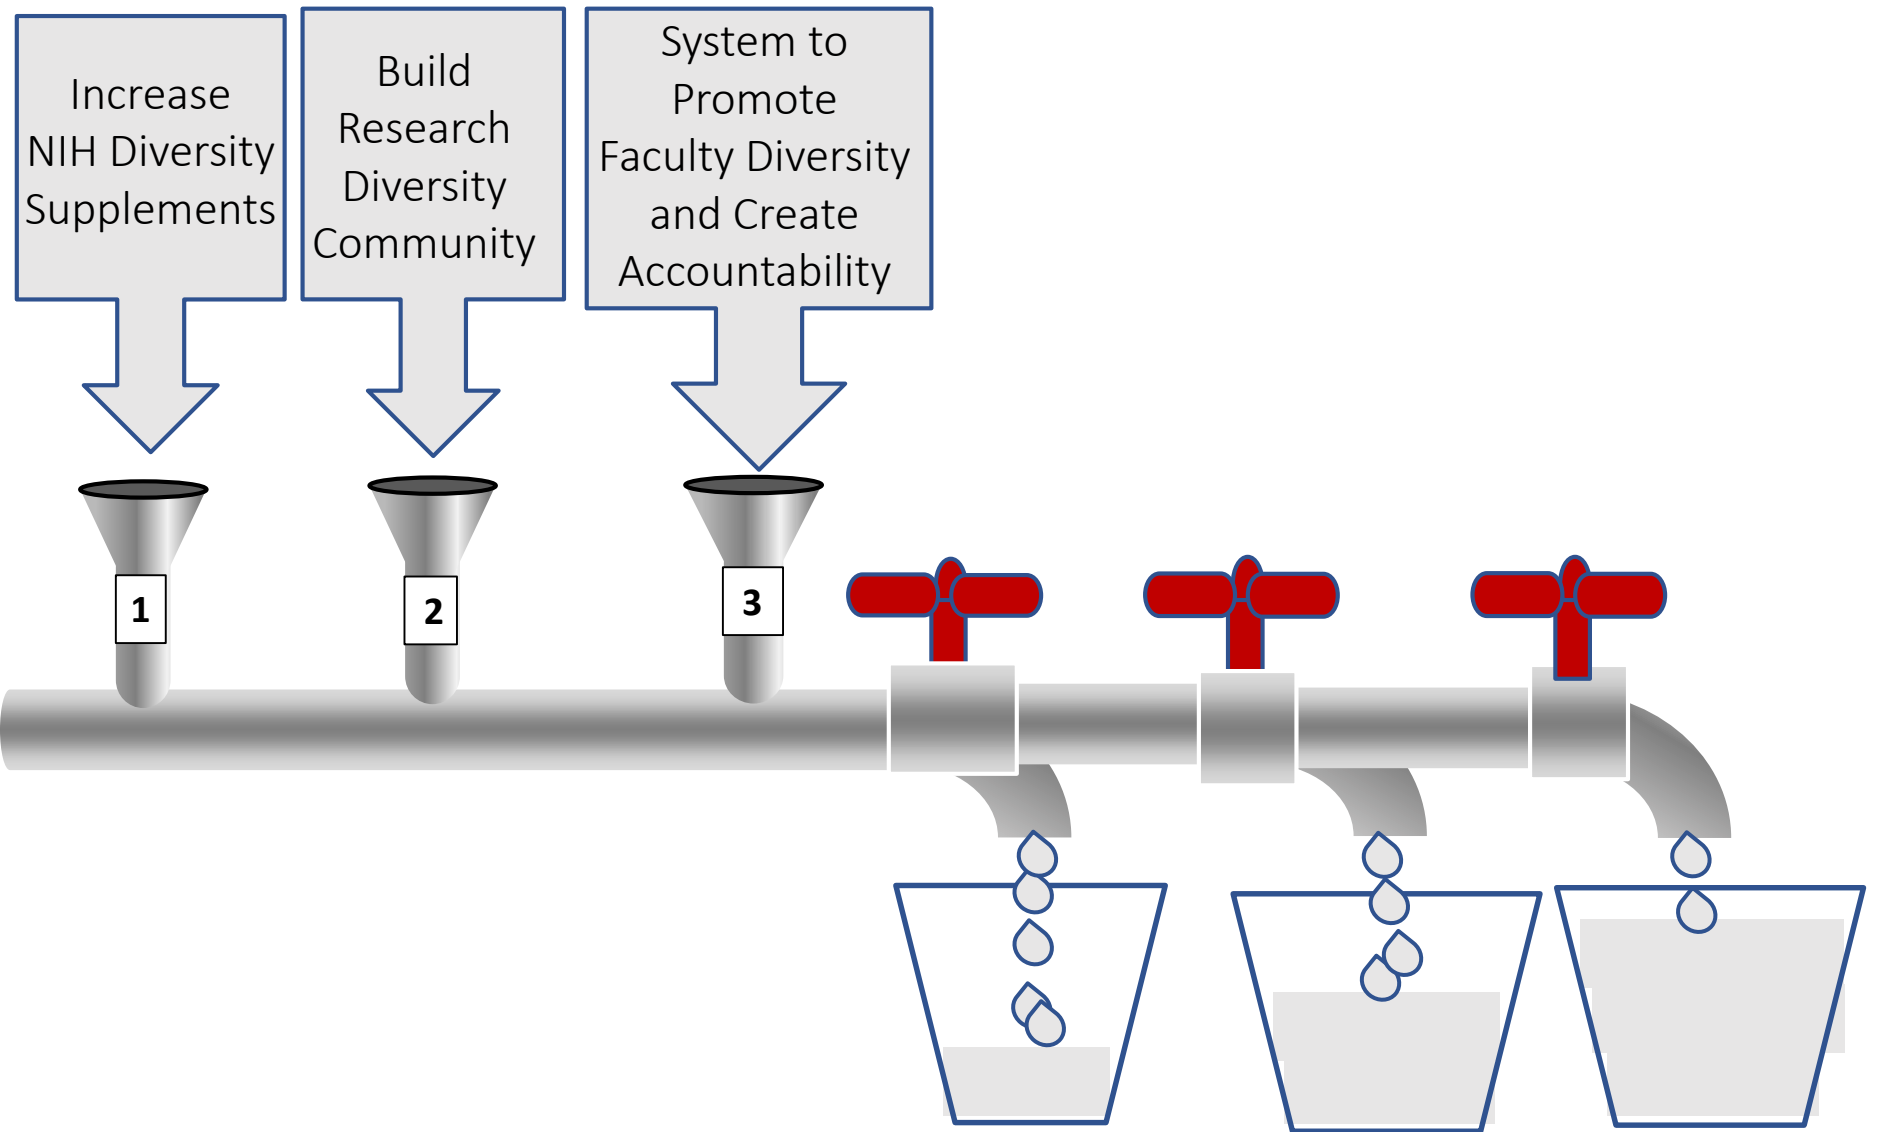 Increase
NIH Diversity
Supplements
Build
Research
Diversity
Community
System to
Promote
Faculty Diversity
and Create
Accountability
1
2
3